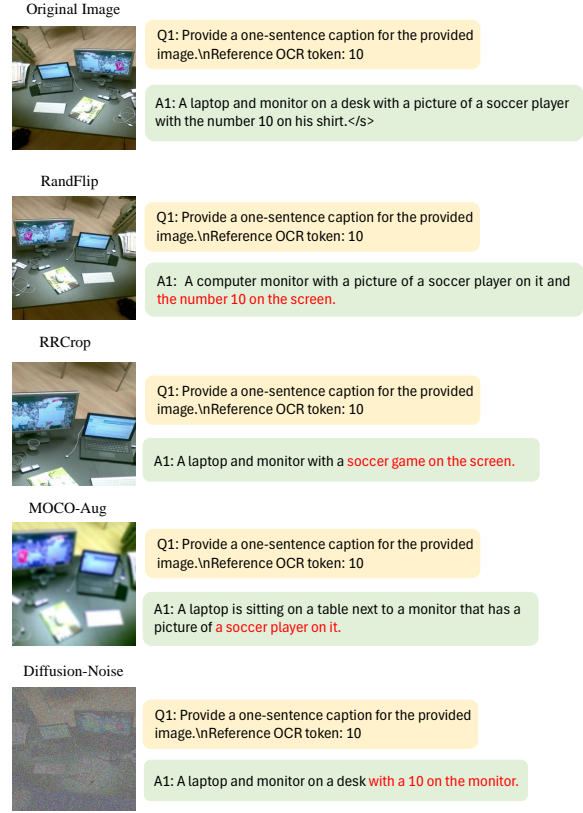 Original Image
Q1: Provide a one-sentence caption for the provided
image.\nReference OCR token: 10
A1: A laptop and monitor on a desk with a picture of a soccer player
with the number 10 on his shirt.</s>
RandFlip
Q1: Provide a one-sentence caption for the provided
image.\nReference OCR token: 10
A1: A computer monitor with a picture of a soccer player on it and
the number 10 on the screen.
RRCrop
Q1: Provide a one-sentence caption for the provided
image.\nReference OCR token: 10
A1: A laptop and monitor with a soccer game on the screen.
MOCO-Aug
Q1: Provide a one-sentence caption for the provided
image.\nReference OCR token: 10
A1: A laptop is sitting on a table next to a monitor that has a
picture of a soccer player on it.
Diffusion-Noise
Q1: Provide a one-sentence caption for the provided
image.\nReference OCR token: 10
A1: A laptop and monitor on a desk with a 10 on the monitor.